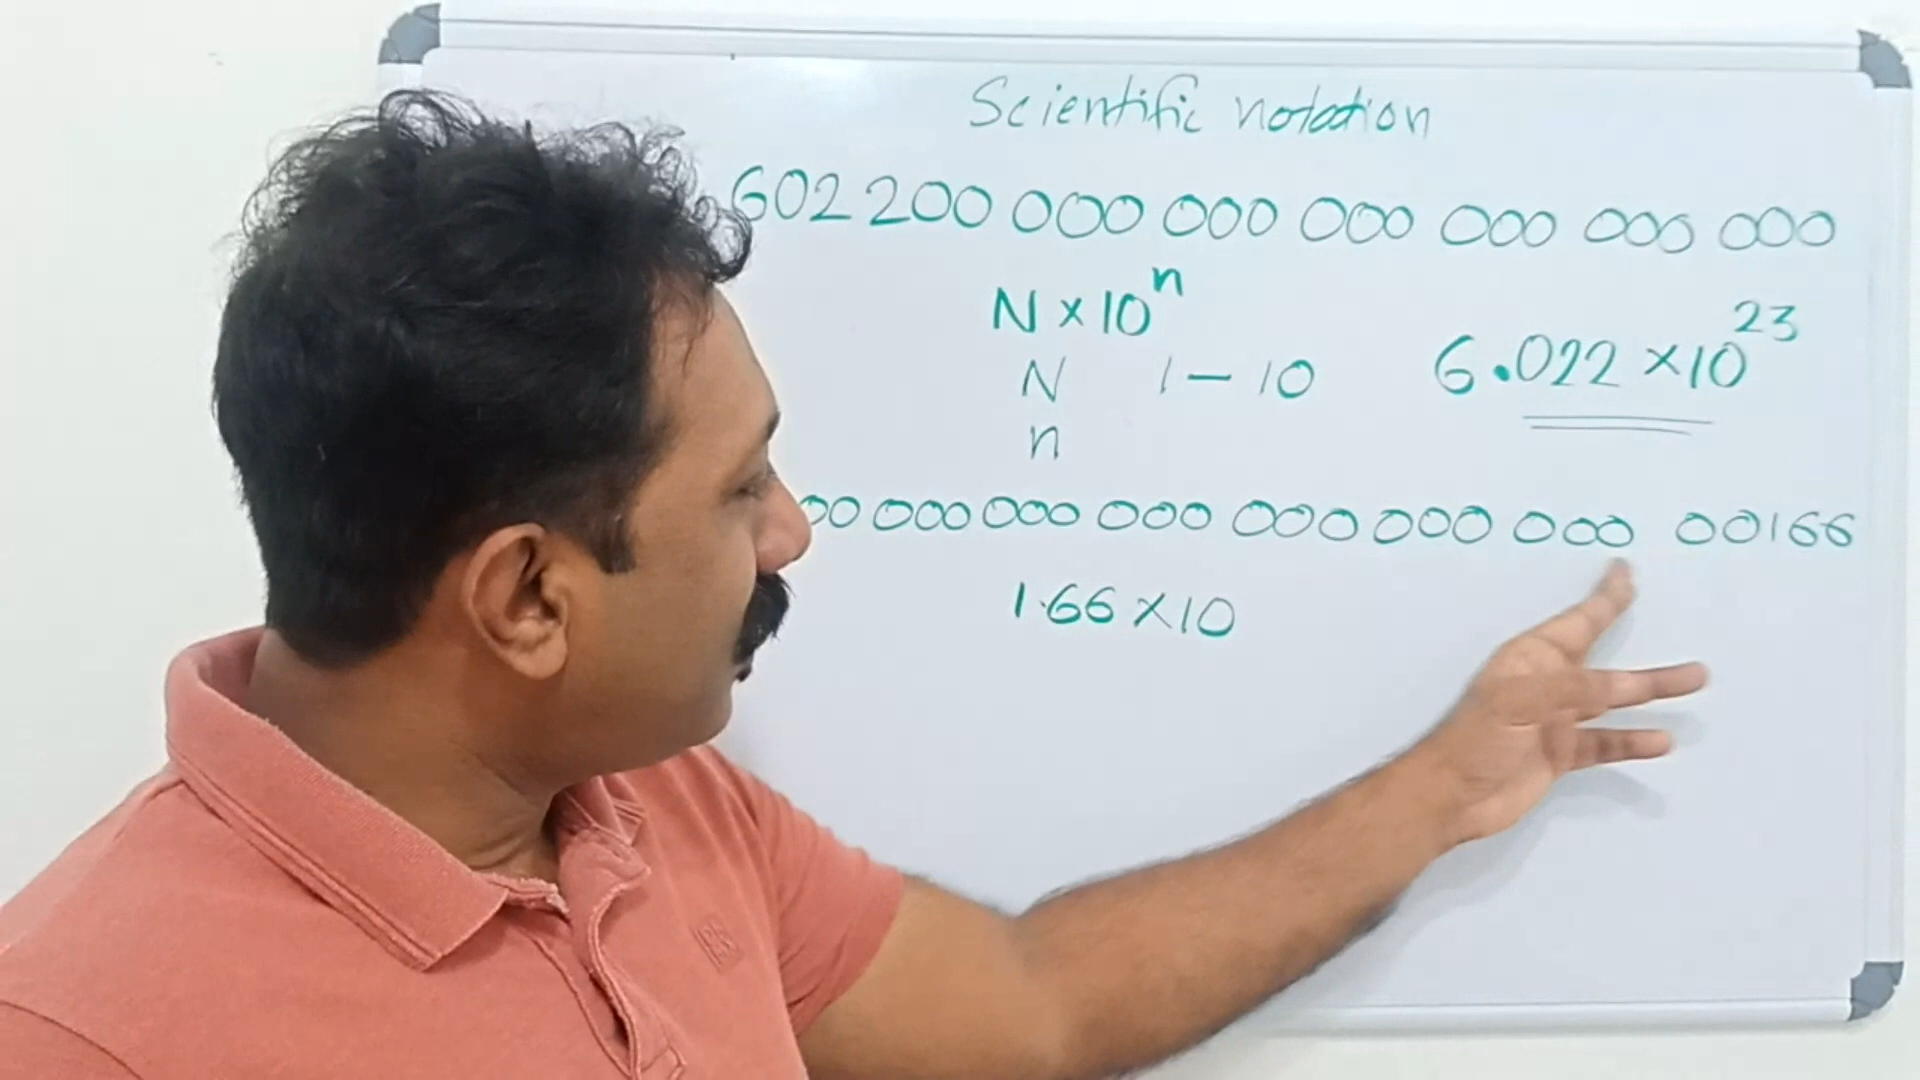 Scientific notation
602 200 000 000 000 000 000 000
N × 10ⁿ
N 1 – 10
n
6.022 × 10²³
00 000 000 000 000 000 000 00166
1.66 × 10